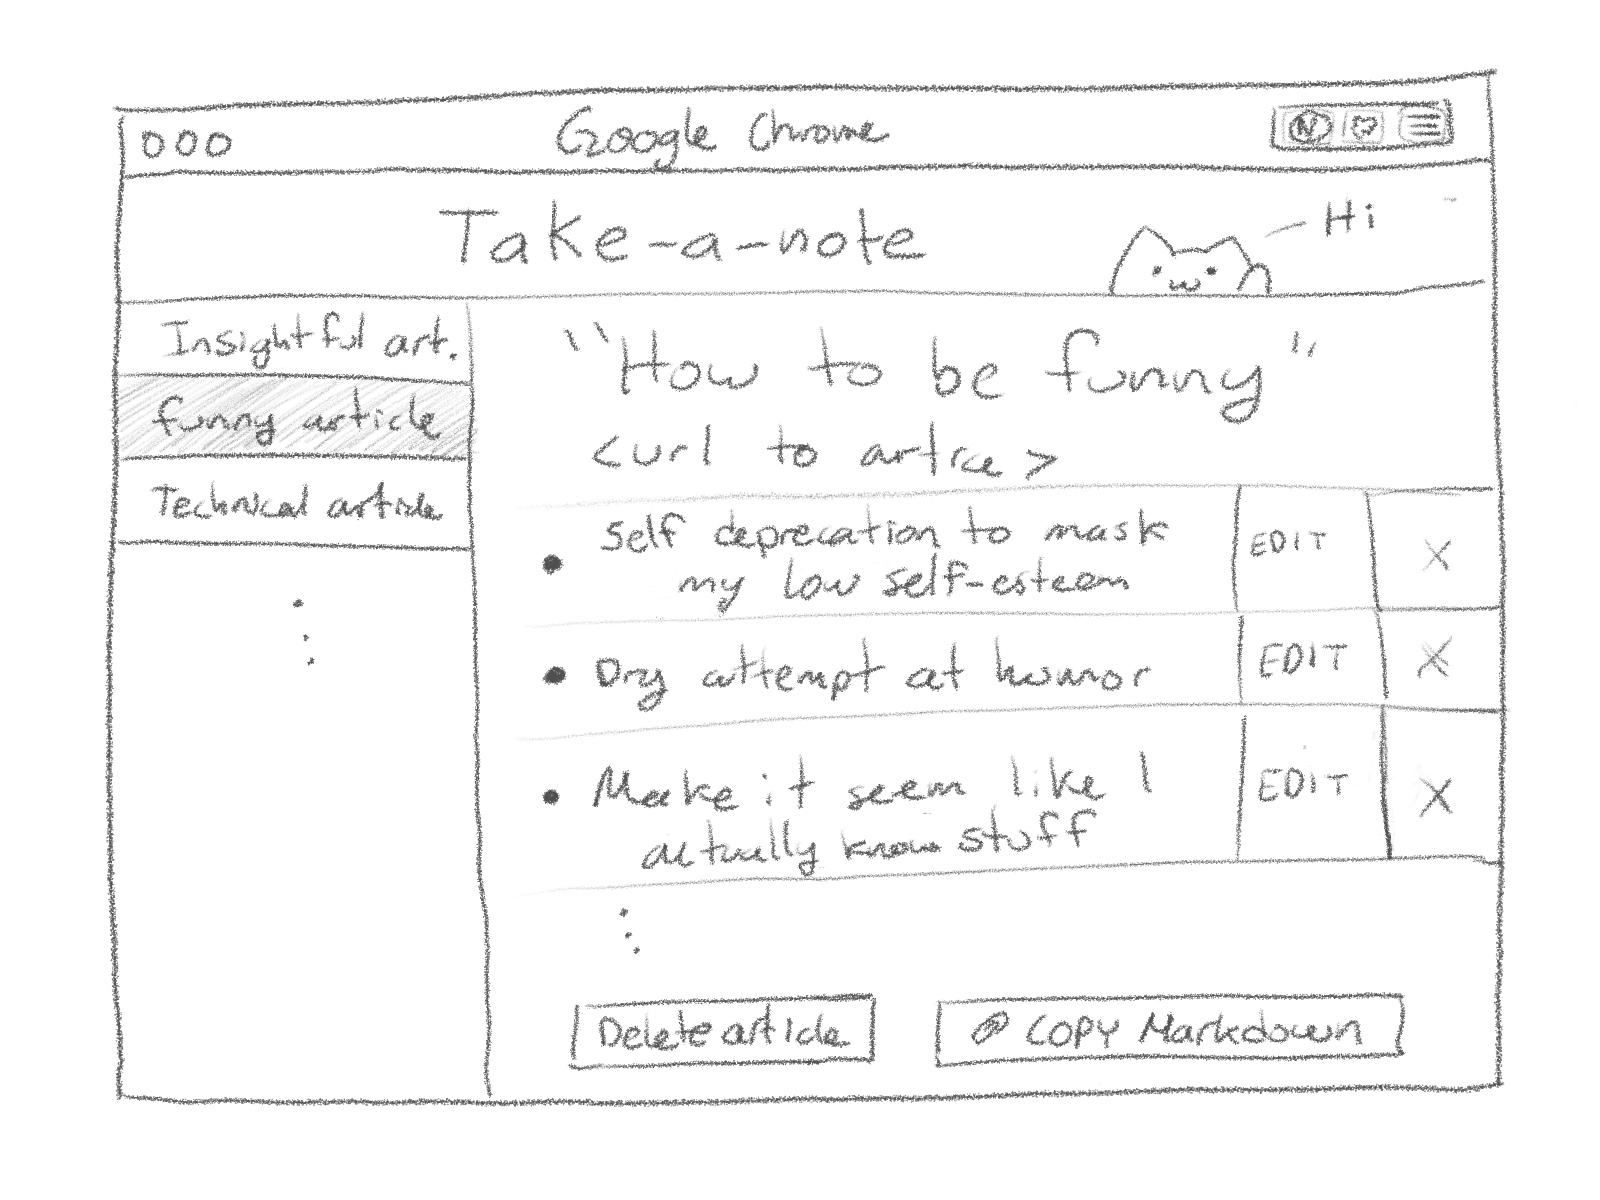 Google Chrome
N
Take-a-note
Hi
Insightful art.
funny article
Technical article
"How to be funny"
<url to article>
• Self deprecation to mask
my low self-esteem
EDIT X
• Dry attempt at humor
EDIT X
• Make it seem like I
actually know stuff
EDIT X
Delete article
COPY Markdown